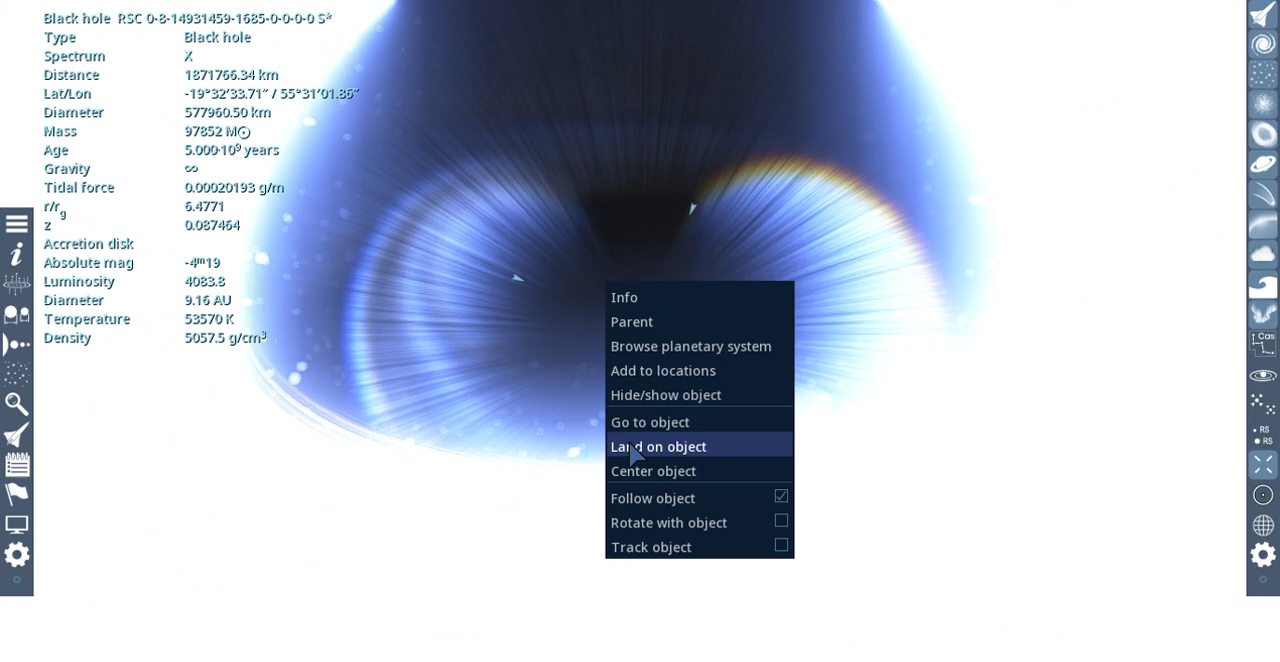 Black hole RSC 0-8-14931459-1685-0-0-0-0 S*
Type Black hole
Spectrum X
Distance 1871766.34 km
Lat/Lon -19°32'33.71" / 55°31'01.86"
Diameter 577960.50 km
Mass 97852 M☉
Age 5.000·10⁹ years
Gravity ∞
Tidal force 0.00020193 g/m
r/rg 6.4771
z 0.087464
Accretion disk
Absolute mag -4ᵐ19
Luminosity 4083.8
Diameter 9.16 AU
Temperature 53570 K
Density 5057.5 g/cm³
Info
Parent
Browse planetary system
Add to locations
Hide/show object
Go to object
Land on object
Center object
Follow object
Rotate with object
Track object
Cas
RS
RS